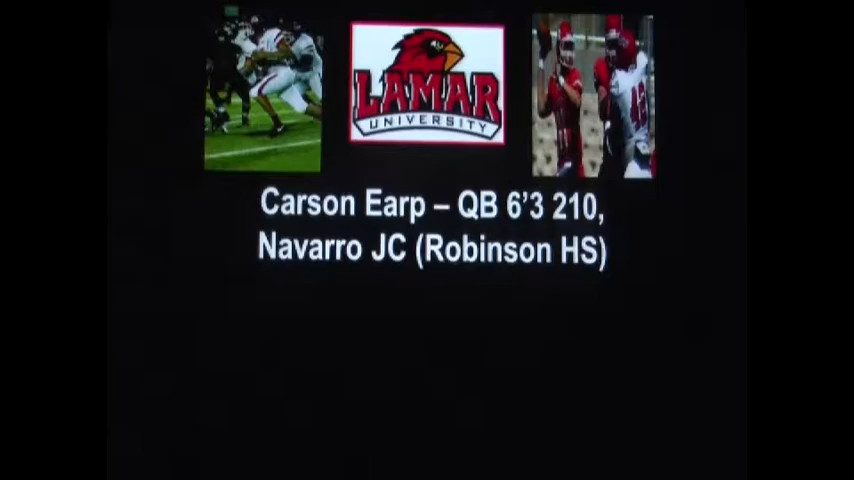 LAMAR
UNIVERSITY
Carson Earp – QB 6'3 210,
Navarro JC (Robinson HS)